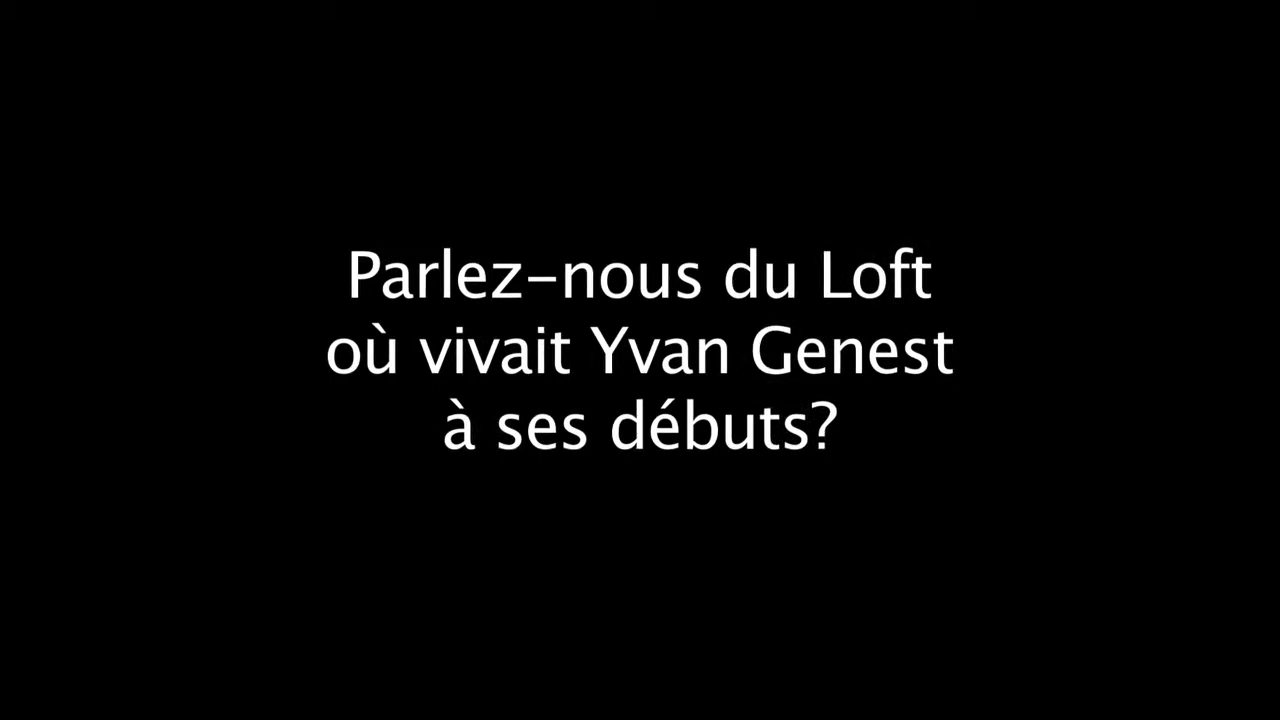 Parlez-nous du Loft
où vivait Yvan Genest
à ses débuts?